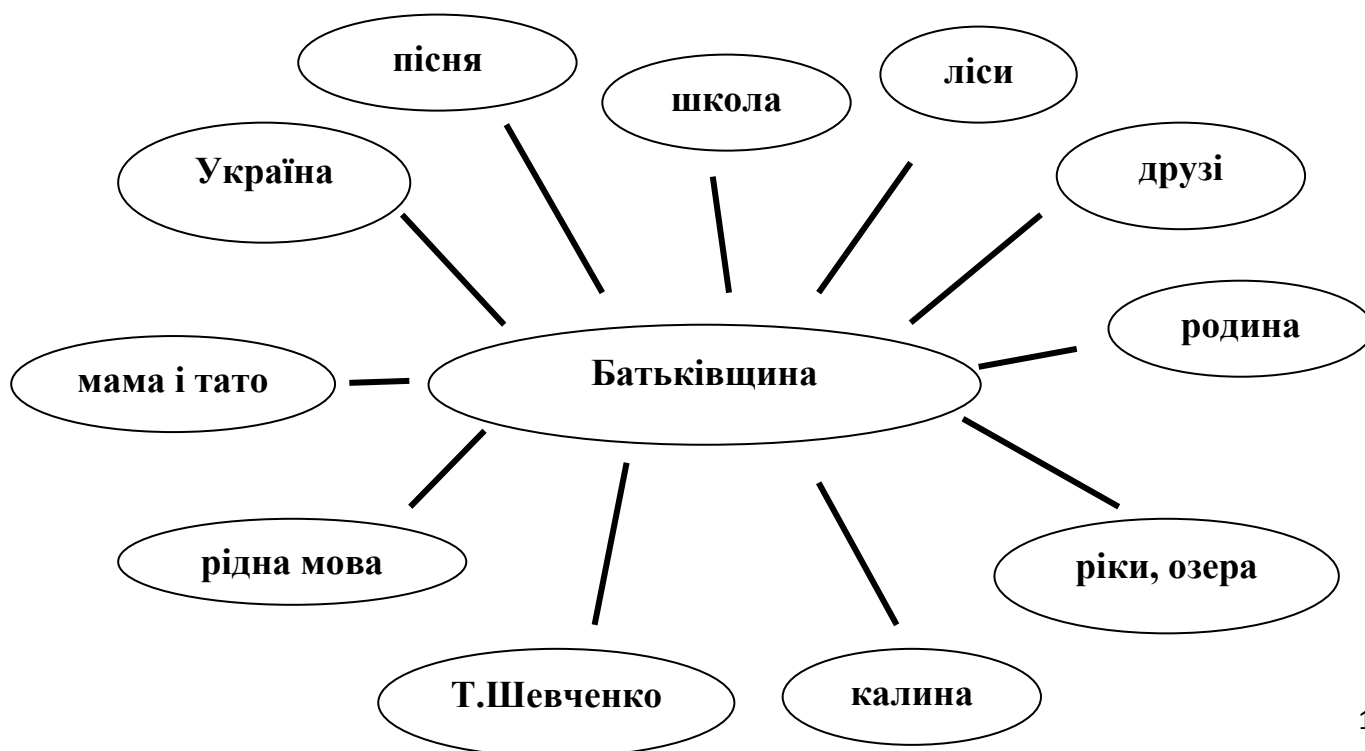 пісня
ліси
школа
Україна
друзі
родина
мама і тато
Батьківщина
рідна мова
ріки, озера
Т.Шевченко
калина
1